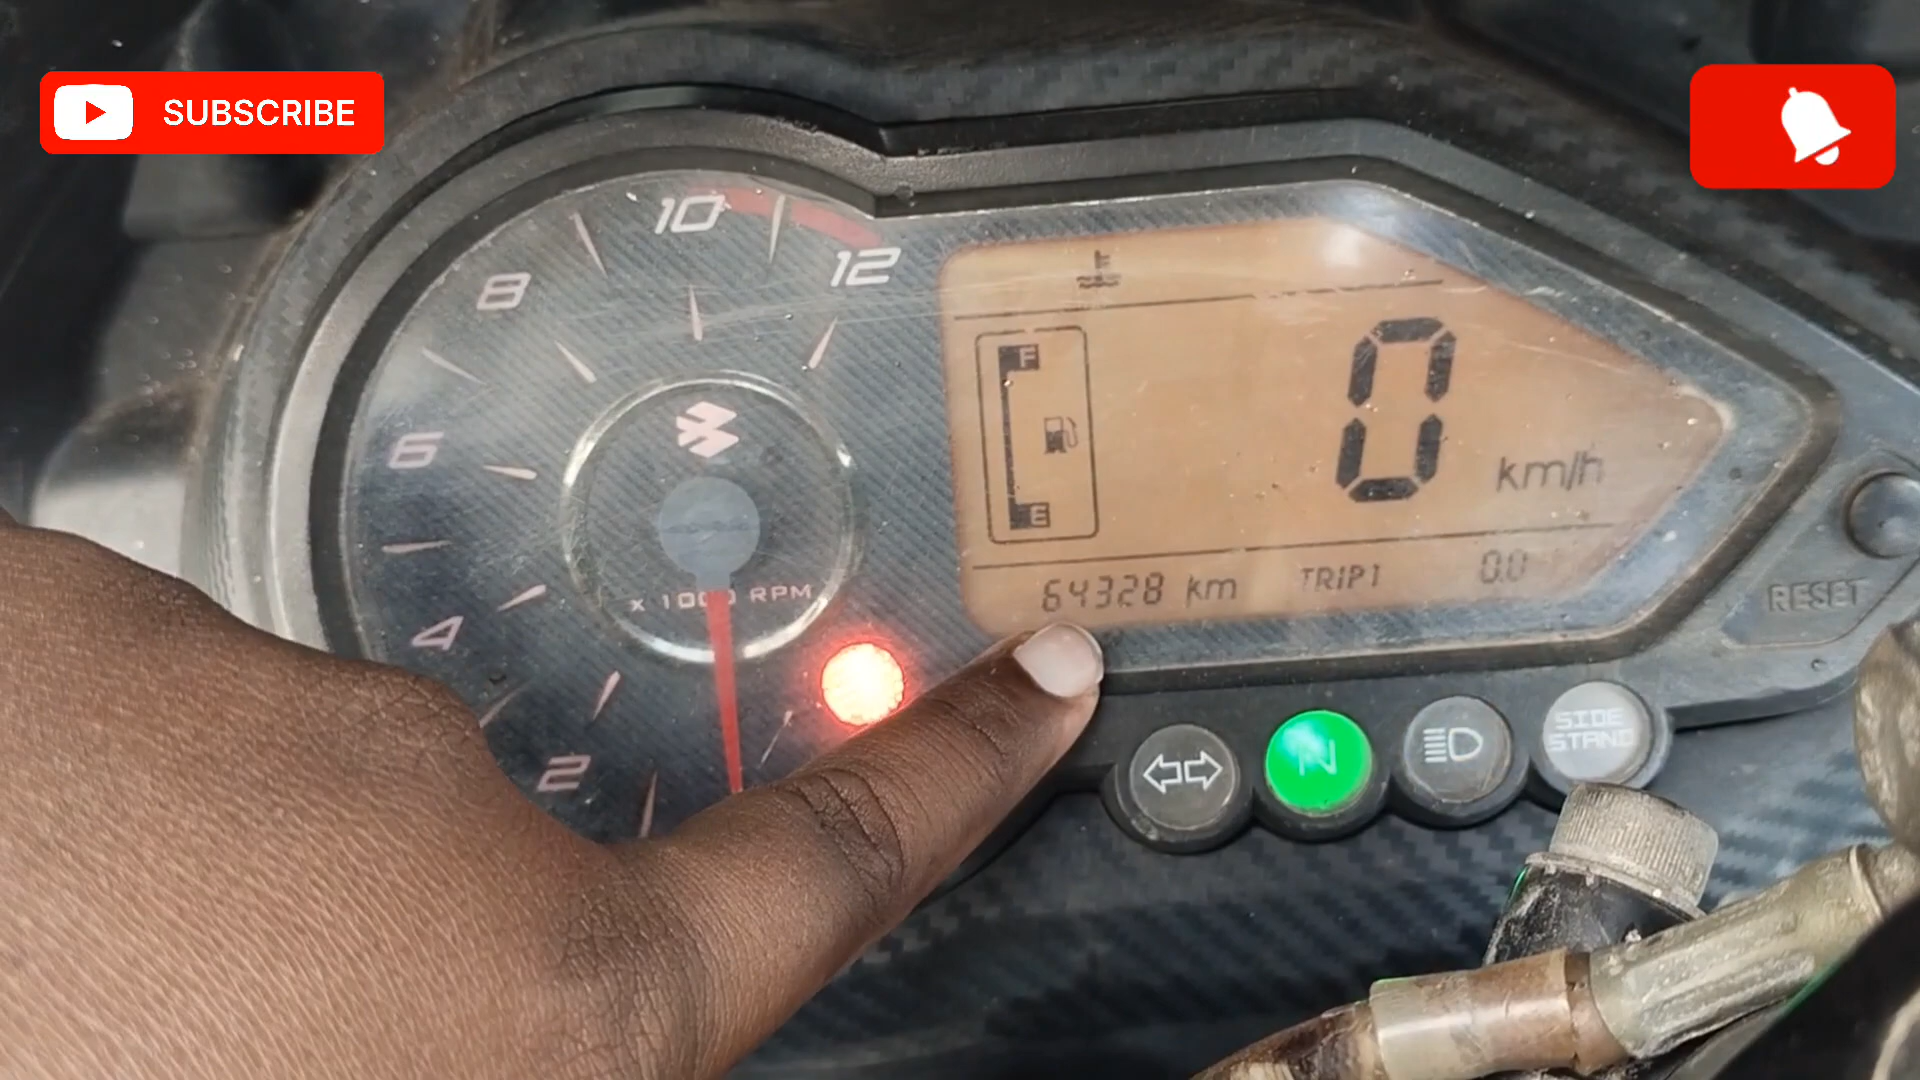 SUBSCRIBE
10
12
8
6
4
2
x 1000 RPM
F
E
0
km/h
64328 km TRIP1 0.0
RESET
N
SIDE
STAND